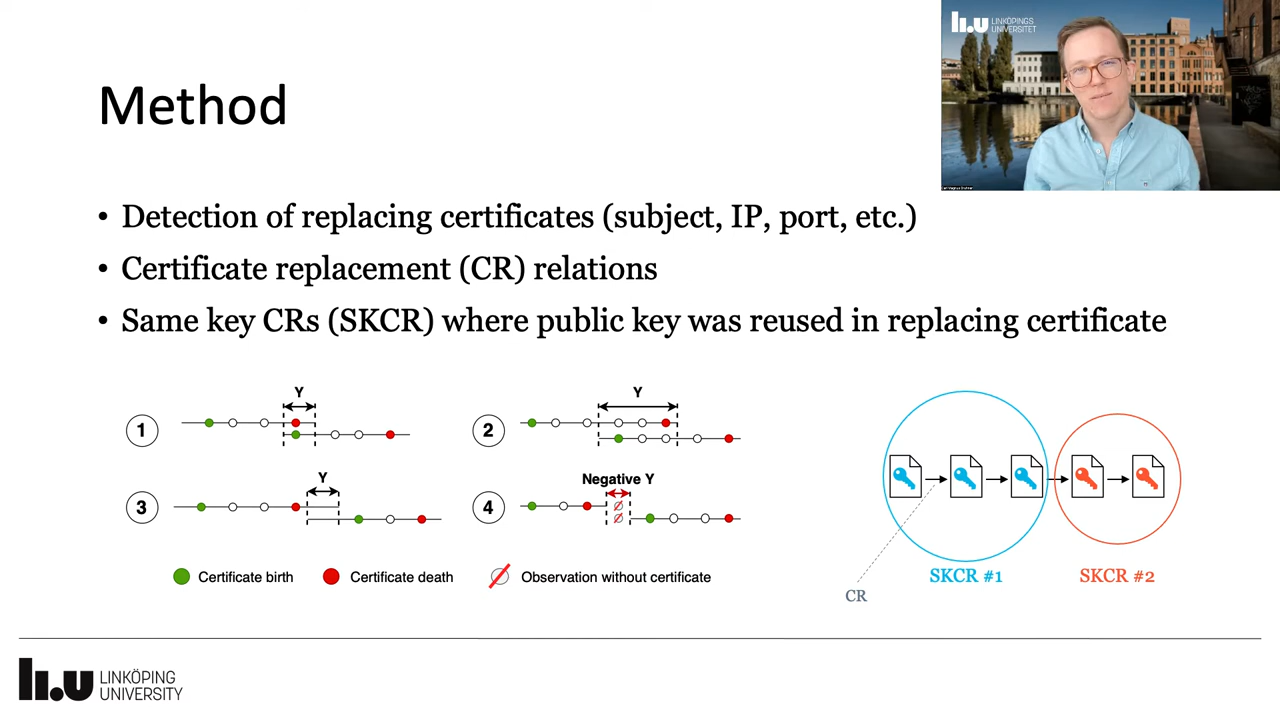 LINKÖPINGS
UNIVERSITET
Method
• Detection of replacing certificates (subject, IP, port, etc.)
• Certificate replacement (CR) relations
• Same key CRs (SKCR) where public key was reused in replacing certificate
Y
1
Y
2
Y
3
Negative Y
4
Certificate birth
Certificate death
Observation without certificate
SKCR #1
SKCR #2
CR
li.u LINKÖPING
UNIVERSITY